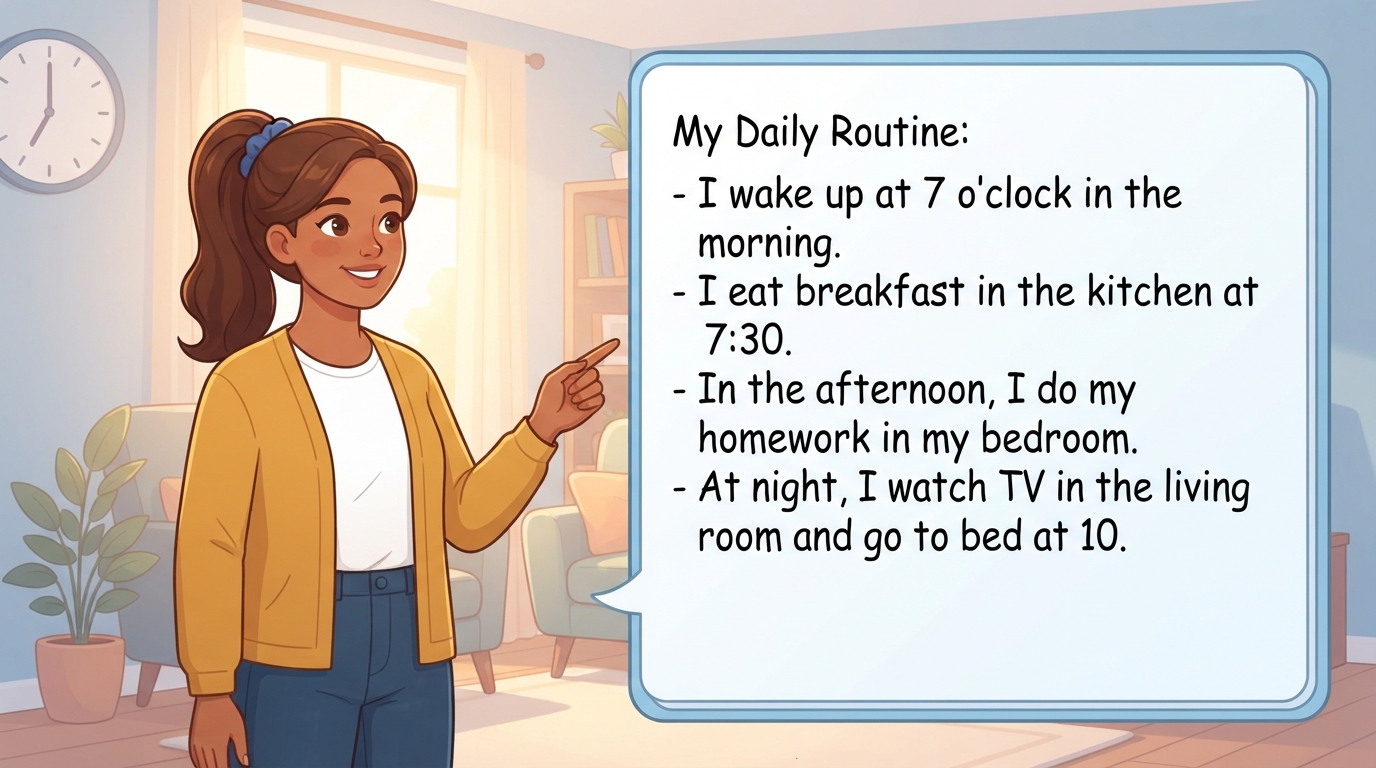 My Daily Routine:
- I wake up at 7 o'clock in the
morning.
- I eat breakfast in the kitchen at
7:30.
- In the afternoon, I do my
homework in my bedroom.
- At night, I watch TV in the living
room and go to bed at 10.